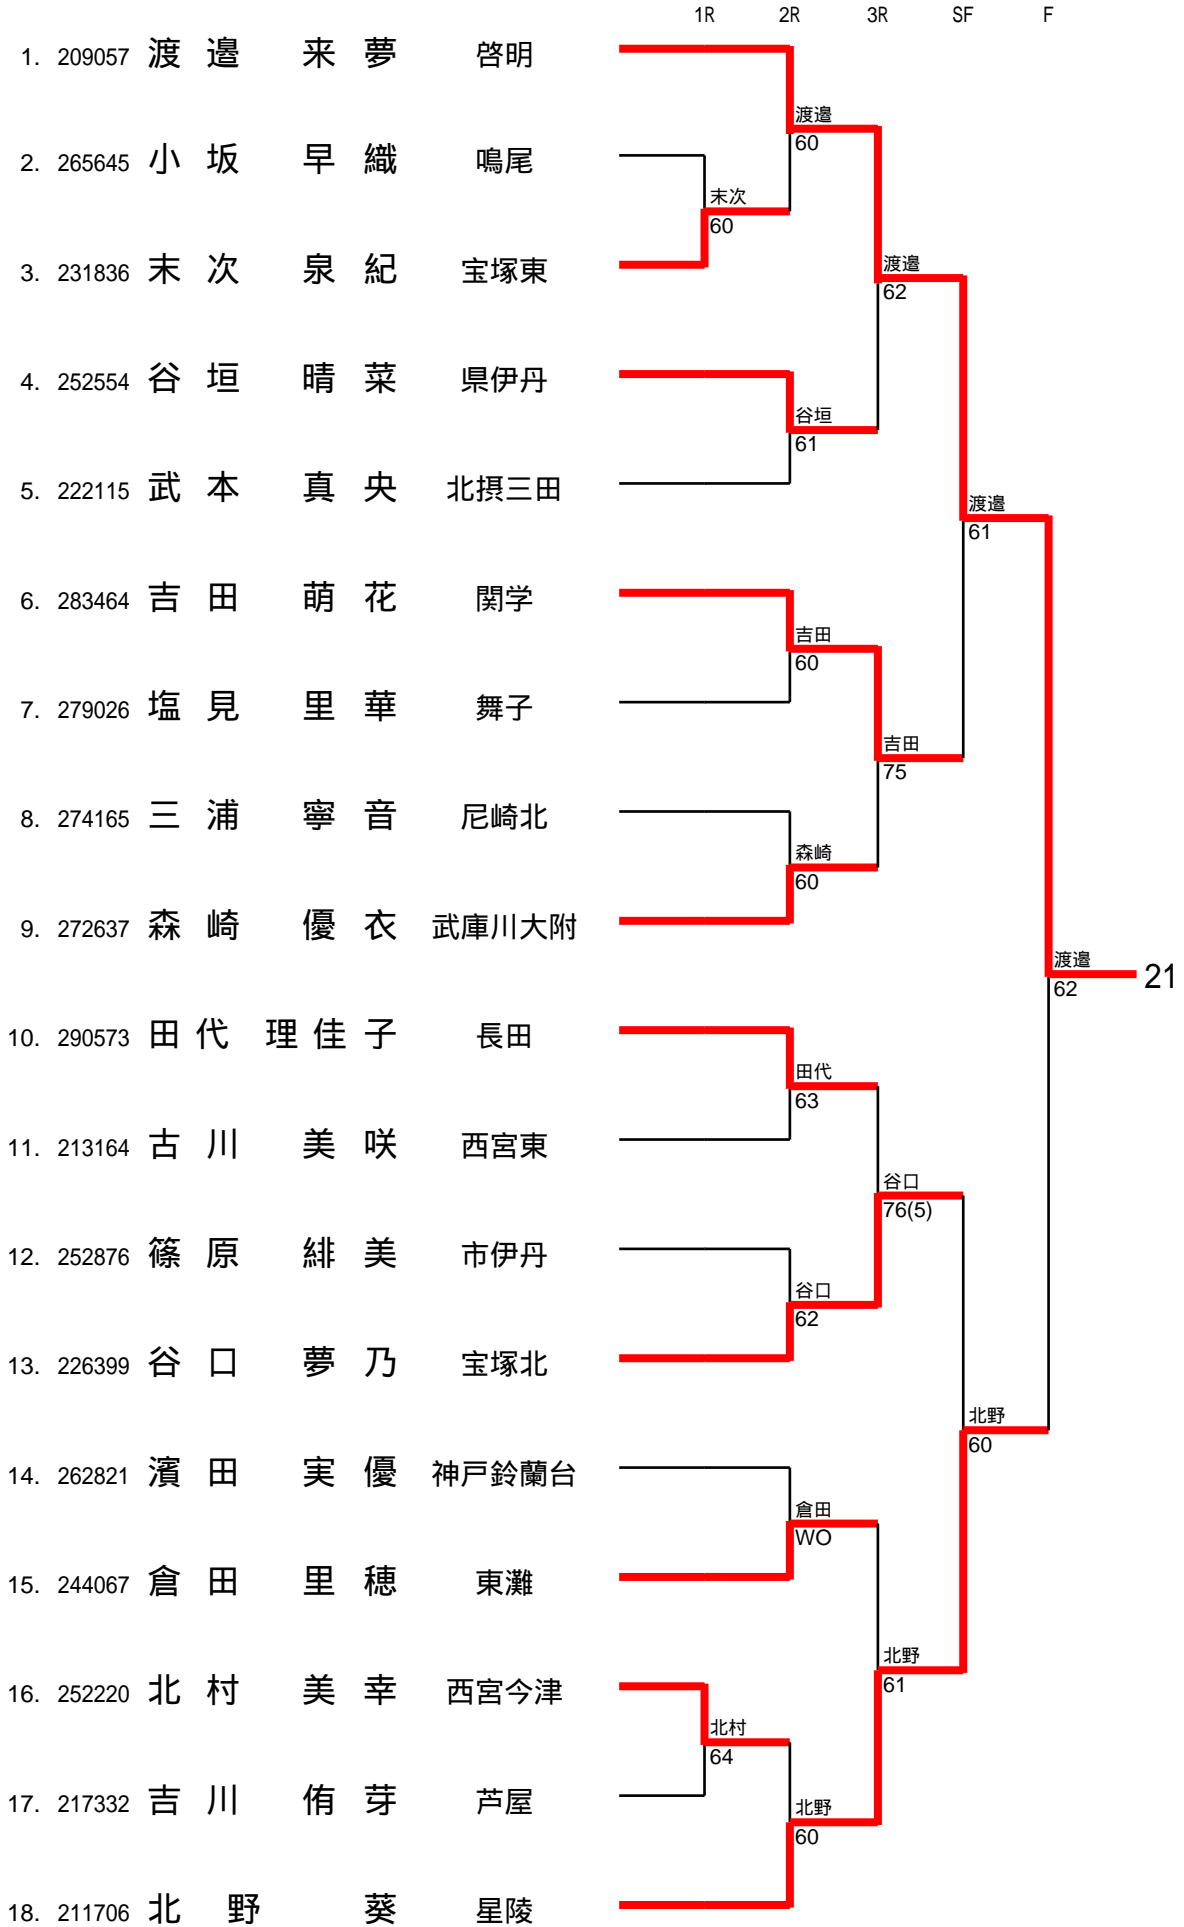 1R 2R 3R SF F
1. 209057 渡邉 来夢 啓明
渡邉
60
2. 265645 小坂 早織 鳴尾
末次
60
3. 231836 末次 泉紀 宝塚東
渡邉
62
4. 252554 谷垣 晴菜 県伊丹
谷垣
61
5. 222115 武本 真央 北摂三田
渡邉
61
6. 283464 吉田 萌花 関学
吉田
60
7. 279026 塩見 里華 舞子
吉田
75
8. 274165 三浦 寧音 尼崎北
森崎
60
9. 272637 森崎 優衣 武庫川大附
渡邉
62
21
10. 290573 田代 理佳子 長田
田代
63
11. 213164 古川 美咲 西宮東
谷口
76(5)
12. 252876 篠原 緋美 市伊丹
谷口
62
13. 226399 谷口 夢乃 宝塚北
北野
60
14. 262821 濱田 実優 神戸鈴蘭台
倉田
WO
15. 244067 倉田 里穂 東灘
北野
61
16. 252220 北村 美幸 西宮今津
北村
64
17. 217332 吉川 侑芽 芦屋
北野
60
18. 211706 北野 葵 星陵